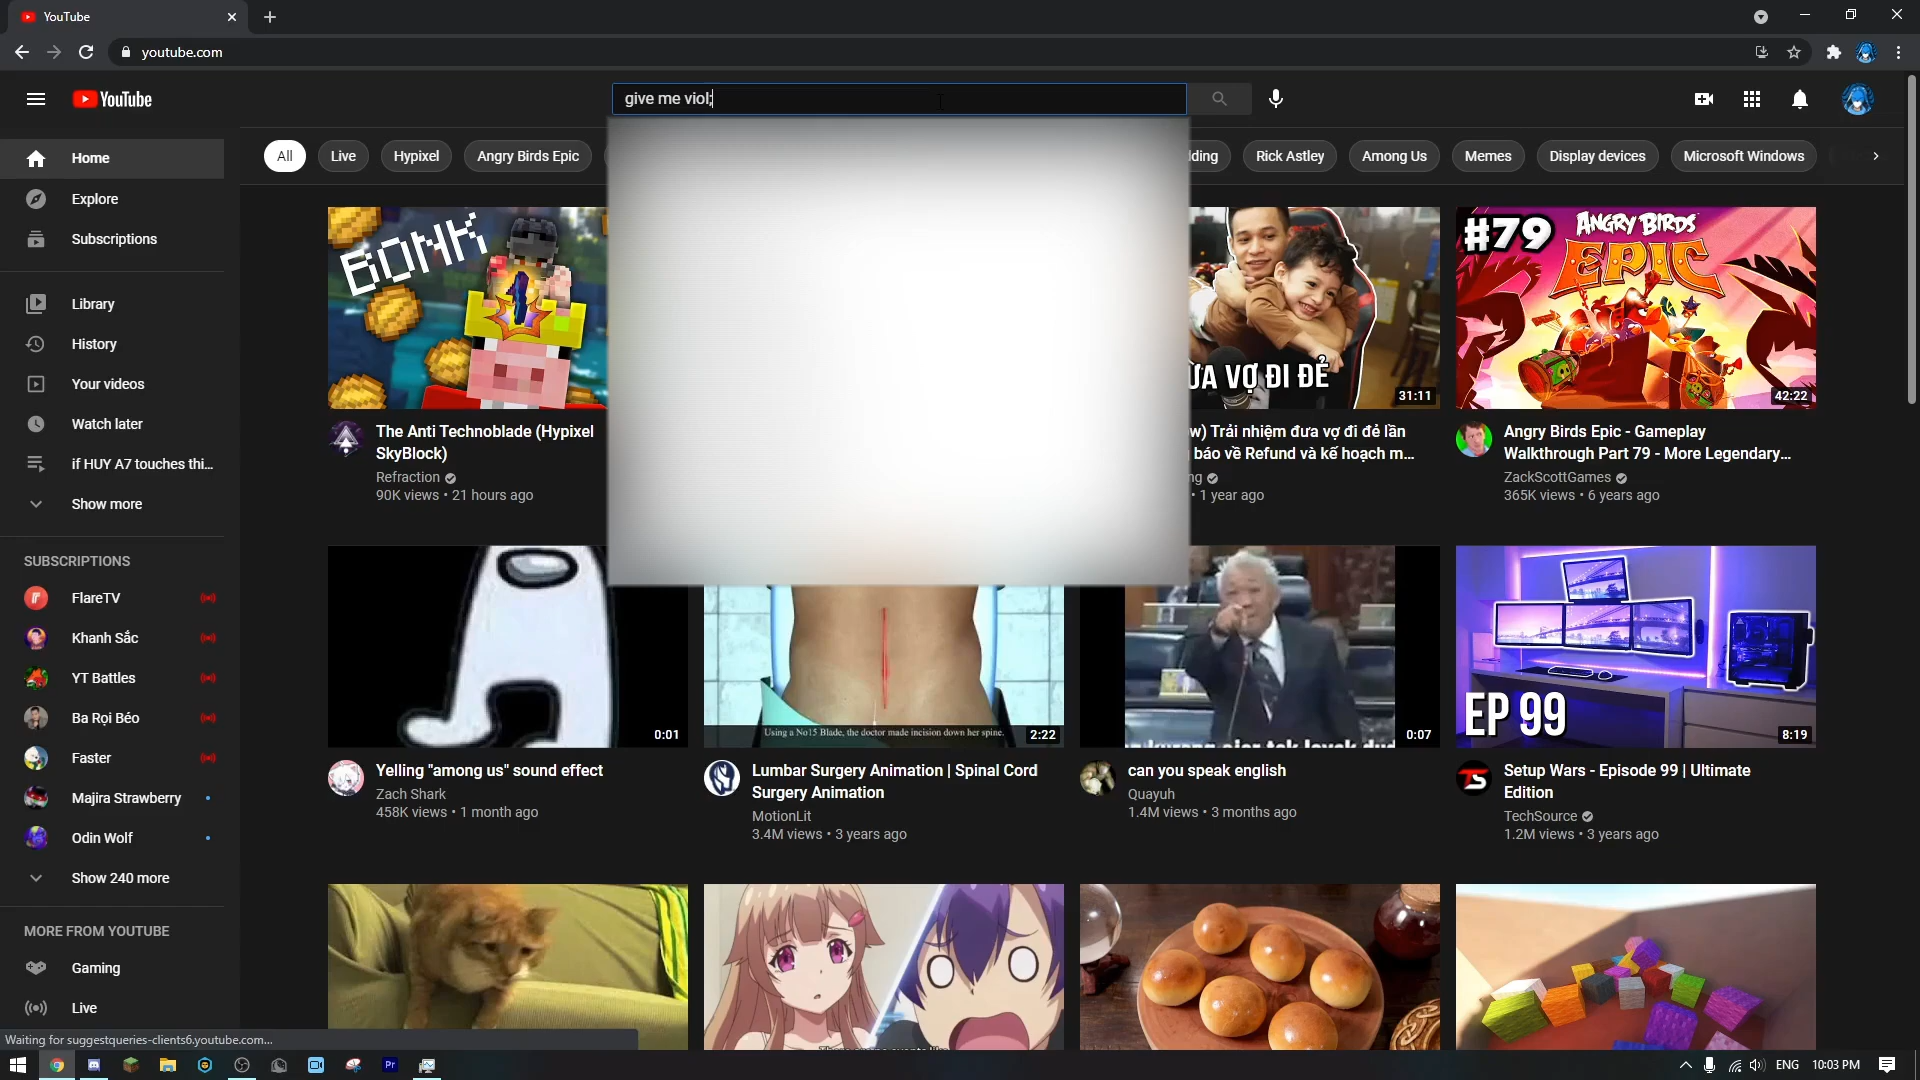 YouTube
youtube.com
YouTube
give me viol;
All
Live
Hypixel
Angry Birds Epic
lding
Rick Astley
Among Us
Memes
Display devices
Microsoft Windows
Home
Explore
Subscriptions
Library
History
Your videos
Watch later
if HUY A7 touches thi...
Show more
SUBSCRIPTIONS
FlareTV
Khanh Sắc
YT Battles
Ba Rọi Béo
Faster
Majira Strawberry
Odin Wolf
Show 240 more
MORE FROM YOUTUBE
Gaming
Live
BONK
The Anti Technoblade (Hypixel
SkyBlock)
Refraction
90K views • 21 hours ago
ƯA VỢ ĐI ĐẺ
31:11
w) Trải nhiệm đưa vợ đi đẻ lần
báo về Refund và kế hoạch m...
ng
• 1 year ago
#79
ANGRY BIRDS
EPIC
42:22
Angry Birds Epic - Gameplay
Walkthrough Part 79 - More Legendary...
ZackScottGames
365K views • 6 years ago
0:01
Yelling "among us" sound effect
Zach Shark
458K views • 1 month ago
Using a No15 Blade, the doctor made incision down her spine.
2:22
Lumbar Surgery Animation | Spinal Cord
Surgery Animation
MotionLit
3.4M views • 3 years ago
0:07
can you speak english
Quayuh
1.4M views • 3 months ago
EP 99
8:19
Setup Wars - Episode 99 | Ultimate
Edition
TechSource
1.2M views • 3 years ago
Waiting for suggestqueries-clients6.youtube.com...
Pr
ENG
10:03 PM